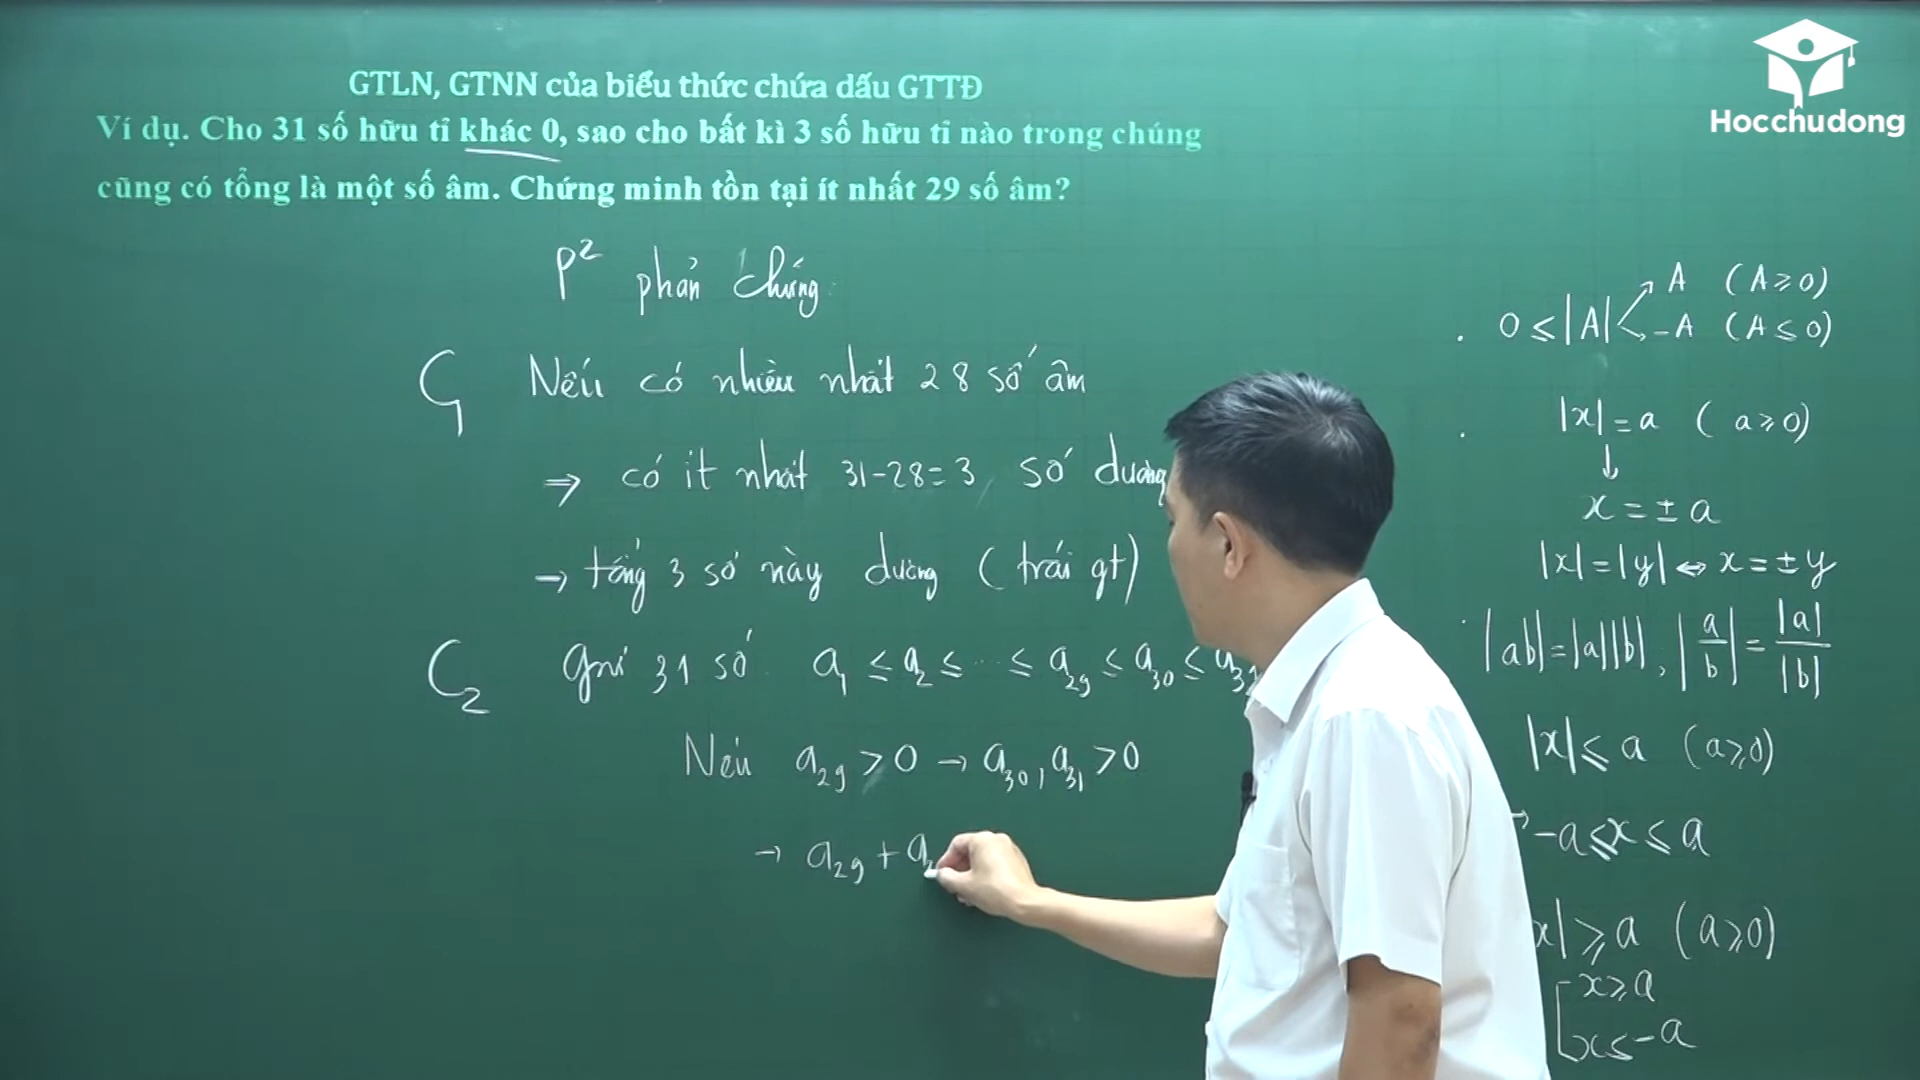 Hocchudong
GTLN, GTNN của biểu thức chứa dấu GTTĐ
Ví dụ. Cho 31 số hữu tỉ khác 0, sao cho bất kì 3 số hữu tỉ nào trong chúng
cũng có tổng là một số âm. Chứng minh tồn tại ít nhất 29 số âm?
P² phản chứng
C₁ Nếu có nhiều nhất 28 số âm
⇒ có ít nhất 31-28=3 số dương
→ tổng 3 số này dương (trái gt)
C₂ Gọi 31 số a₁ ≤ a₂ ≤ ... ≤ a₂₉ ≤ a₃₀ ≤ a₃₁
Nếu a₂₉ > 0 → a₃₀, a₃₁ > 0
→ a₂₉ + a
0 ≤ |A| A (A ≥ 0)
-A (A ≤ 0)
|x| = a (a ≥ 0)
↓
x = ± a
|x| = |y| ↔ x = ± y
|ab| = |a||b|, |a/b| = |a|/|b|
|x| ≤ a (a ≥ 0)
→ -a ≤ x ≤ a
x| ≥ a (a ≥ 0)
[ x ≥ a
x ≤ -a